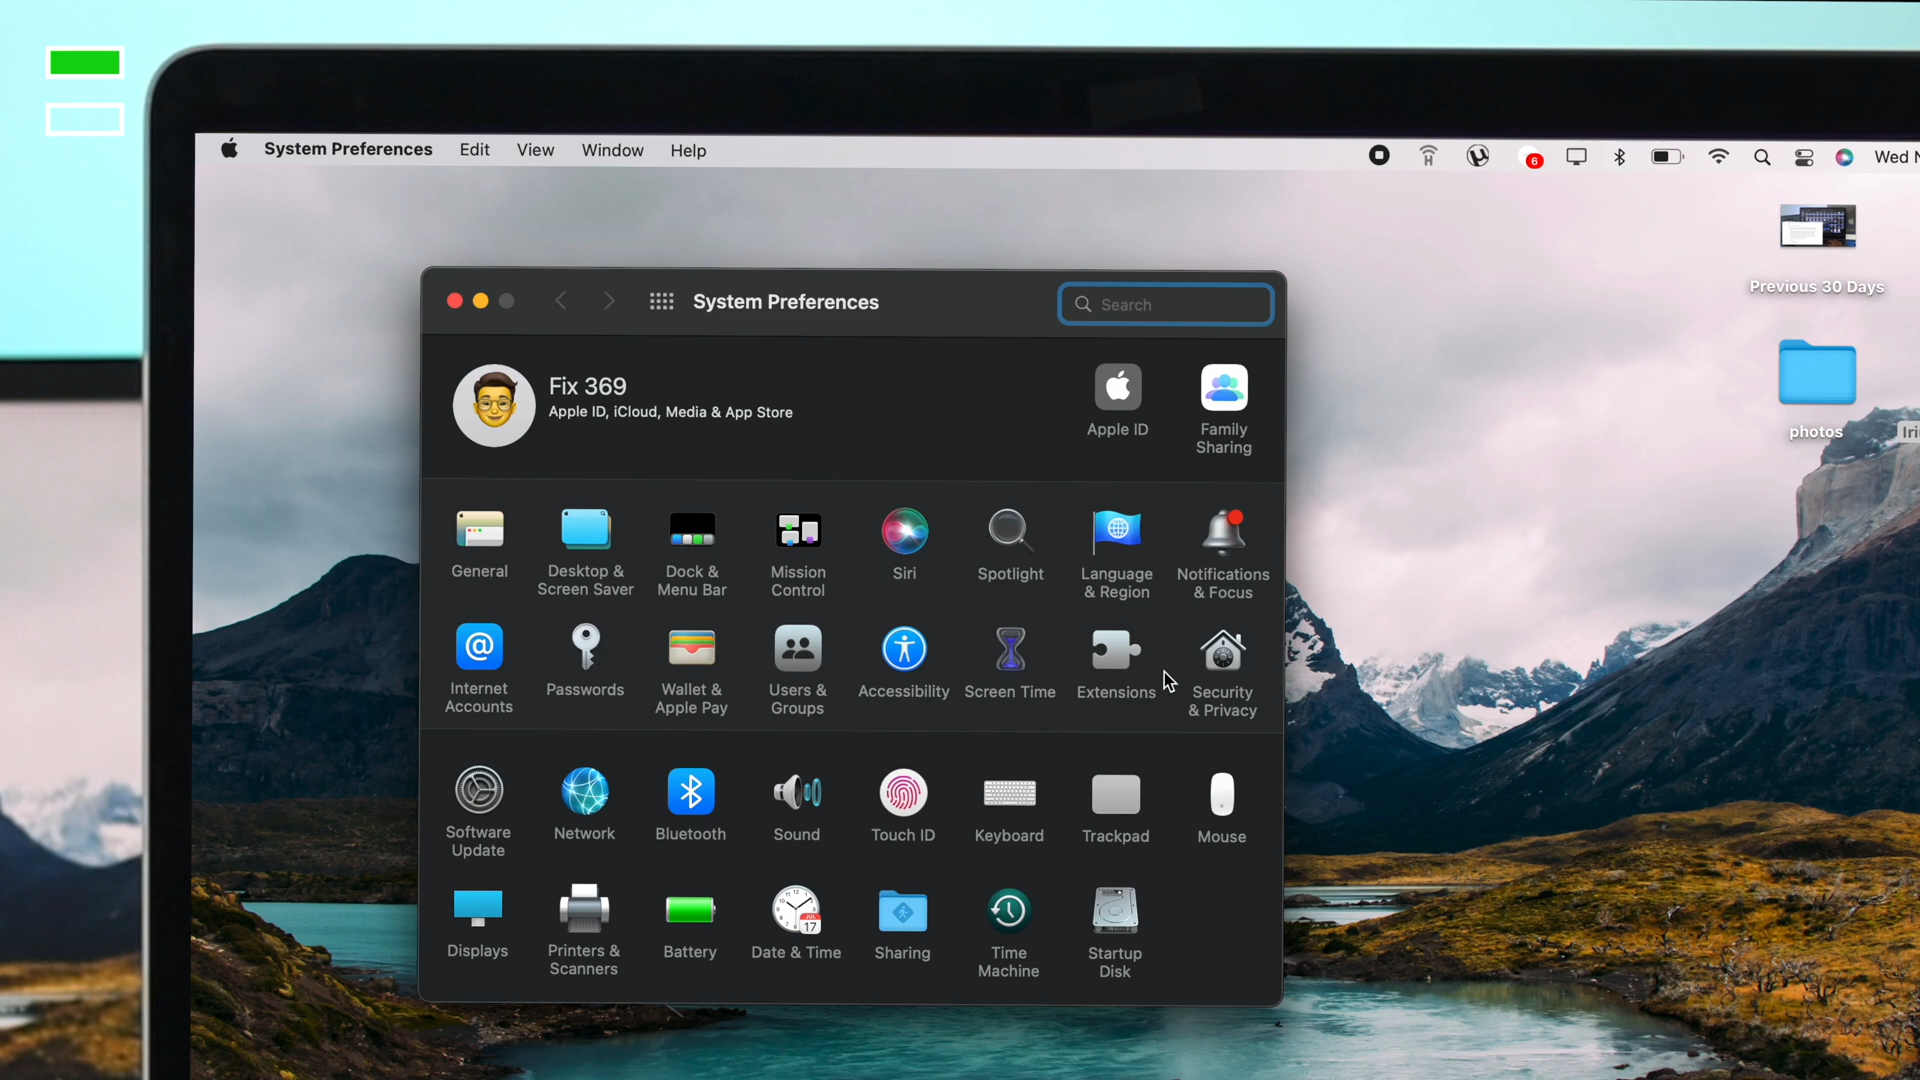 System Preferences Edit View Window Help
6
Wed
System Preferences
Search
Previous 30 Days
Fix 369
Apple ID, iCloud, Media & App Store
Apple ID
Family
Sharing
photos
General
Desktop &
Screen Saver
Dock &
Menu Bar
Mission
Control
Siri
Spotlight
Language
& Region
Notifications
& Focus
Internet
Accounts
Passwords
Wallet &
Apple Pay
Users &
Groups
Accessibility
Screen Time
Extensions
Security
& Privacy
Software
Update
Network
Bluetooth
Sound
Touch ID
Keyboard
Trackpad
Mouse
Displays
Printers &
Scanners
Battery
JUL
17
Date & Time
Sharing
Time
Machine
Startup
Disk